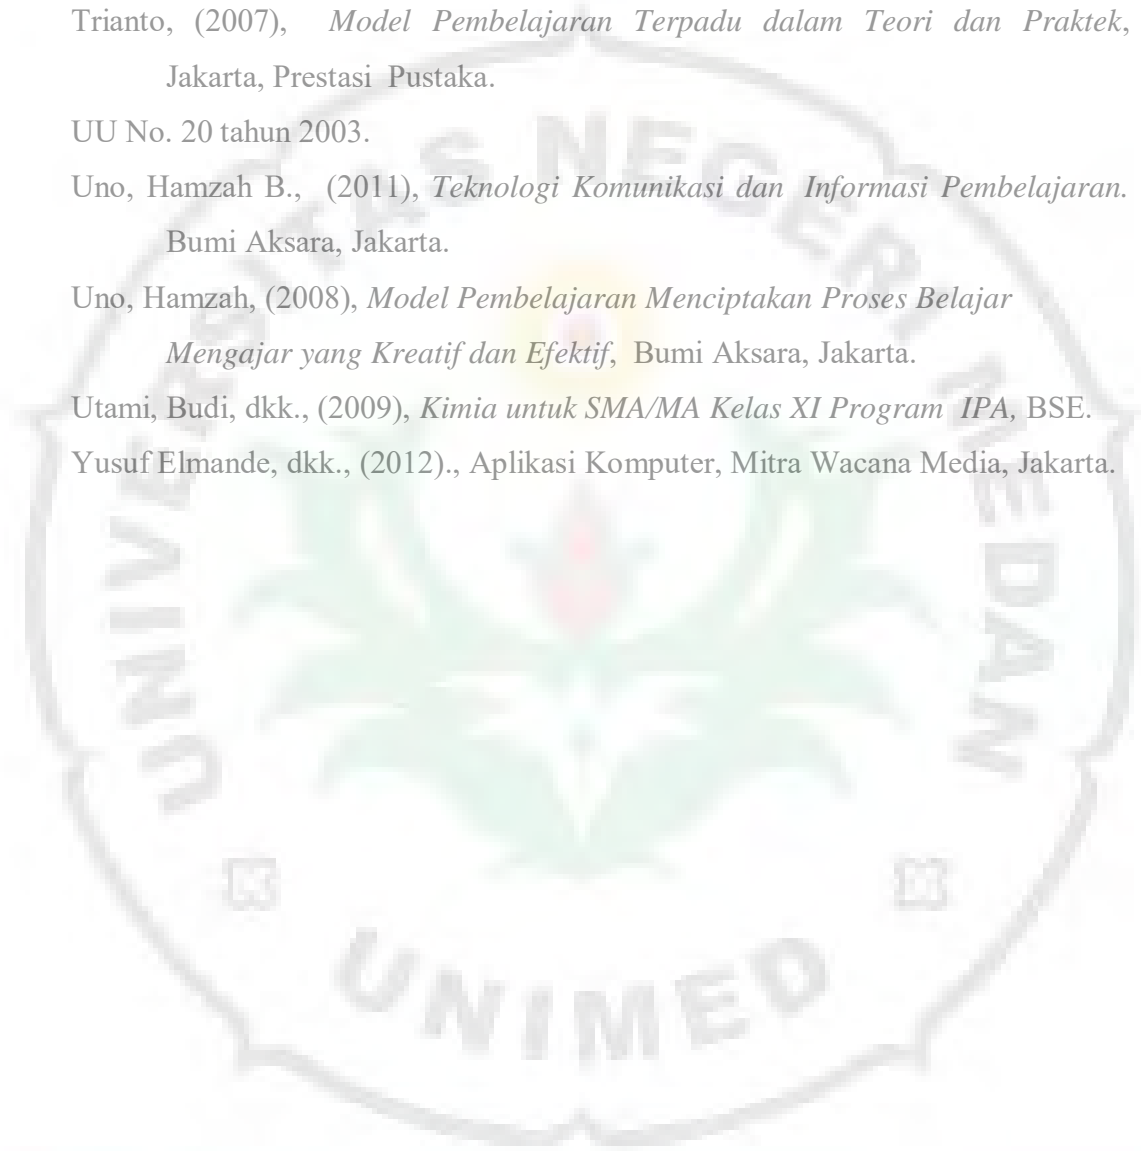 Trianto, (2007), Model Pembelajaran Terpadu dalam Teori dan Praktek,
Jakarta, Prestasi Pustaka.
UU No. 20 tahun 2003.
Uno, Hamzah B., (2011), Teknologi Komunikasi dan Informasi Pembelajaran.
Bumi Aksara, Jakarta.
Uno, Hamzah, (2008), Model Pembelajaran Menciptakan Proses Belajar
Mengajar yang Kreatif dan Efektif, Bumi Aksara, Jakarta.
Utami, Budi, dkk., (2009), Kimia untuk SMA/MA Kelas XI Program IPA, BSE.
Yusuf Elmande, dkk., (2012)., Aplikasi Komputer, Mitra Wacana Media, Jakarta.
UNIVERSITAS NEGERI MEDAN
UNIMED